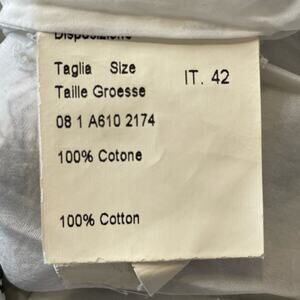 Disposizione
Taglia Size IT. 42
Taille Groesse
08 1 A610 2174
100% Cotone
100% Cotton